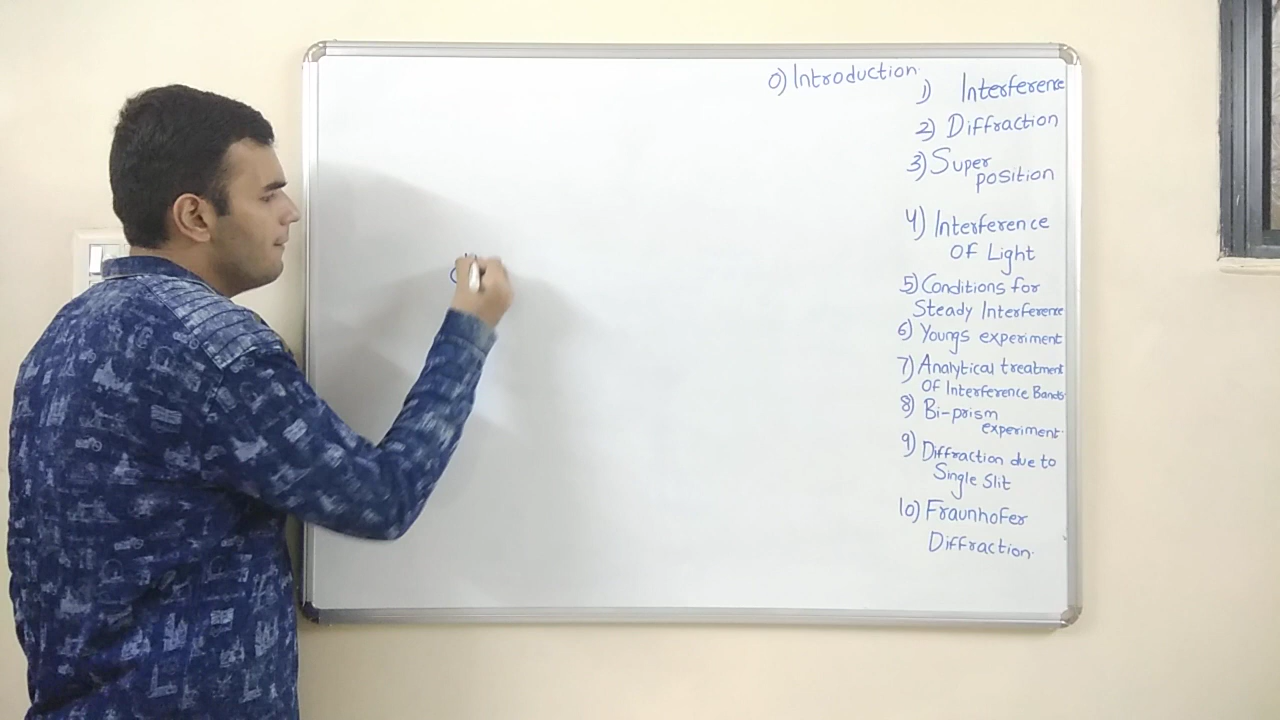 0) Introduction.
1) Interference
2) Diffraction
3) Super
position
4) Interference
Of Light
5) Conditions for
Steady Interference
6) Youngs experiment
7) Analytical treatment
Of Interference Bands.
8) Bi-prism
experiment.
9) Diffraction due to
Single Slit
10) Fraunhofer
Diffraction.